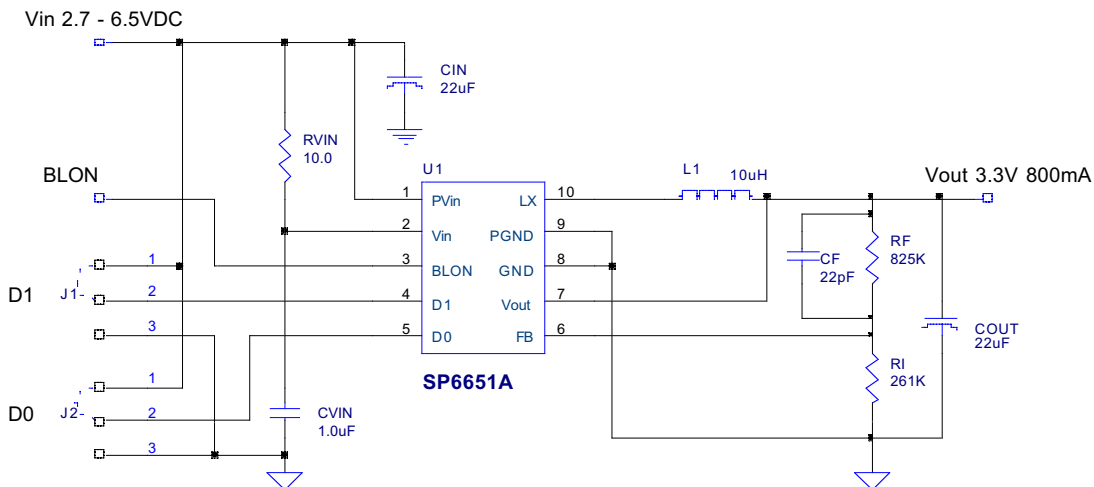 Vin 2.7 - 6.5VDC
CIN
22uF
RVIN
10.0
BLON
U1
L1
10uH
Vout 3.3V 800mA
1
PVin
LX
10
2
Vin
PGND
9
3
BLON
GND
8
4
D1
Vout
7
5
D0
FB
6
SP6651A
CF
22pF
RF
825K
COUT
22uF
RI
261K
D1
J1
1
2
3
D0
J2
1
2
3
CVIN
1.0uF